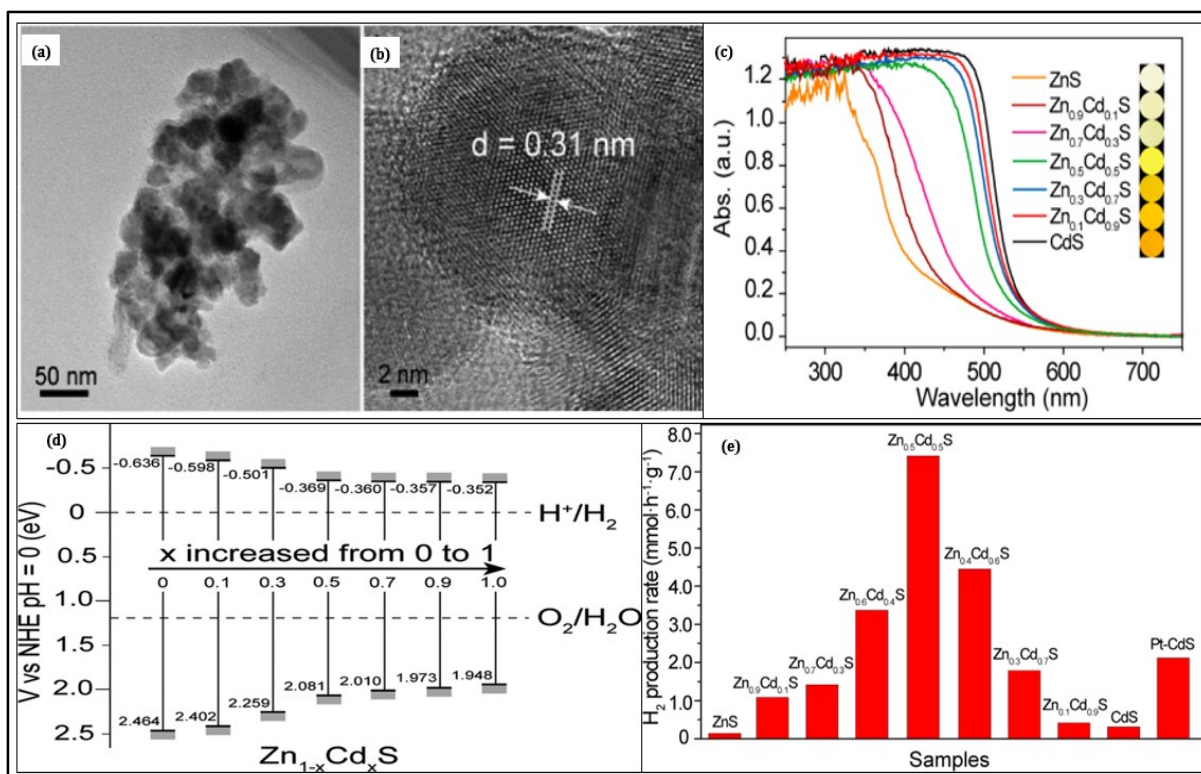 (a)
50 nm
(b)
d = 0.31 nm
2 nm
(c)
Abs. (a.u.)
1.2
1.0
0.8
0.6
0.4
0.2
0.0
ZnS
Zn₀.₉Cd₀.₁S
Zn₀.₇Cd₀.₃S
Zn₀.₅Cd₀.₅S
Zn₀.₃Cd₀.₇S
Zn₀.₁Cd₀.₉S
CdS
300 400 500 600 700
Wavelength (nm)
(d)
V vs NHE pH = 0 (eV)
-0.5
0
0.5
1.0
1.5
2.0
2.5
-0.636 -0.598 -0.501 -0.369 -0.360 -0.357 -0.352
H⁺/H₂
x increased from 0 to 1
0 0.1 0.3 0.5 0.7 0.9 1.0
O₂/H₂O
2.464 2.402 2.259 2.081 2.010 1.973 1.948
Zn₁₋ₓCdₓS
(e)
H₂ production rate (mmol·h⁻¹·g⁻¹)
8.0
7.0
6.0
5.0
4.0
3.0
2.0
1.0
0
ZnS
Zn₀.₉Cd₀.₁S
Zn₀.₇Cd₀.₃S
Zn₀.₆Cd₀.₄S
Zn₀.₅Cd₀.₅S
Zn₀.₄Cd₀.₆S
Zn₀.₃Cd₀.₇S
Zn₀.₁Cd₀.₉S
CdS
Pt-CdS
Samples